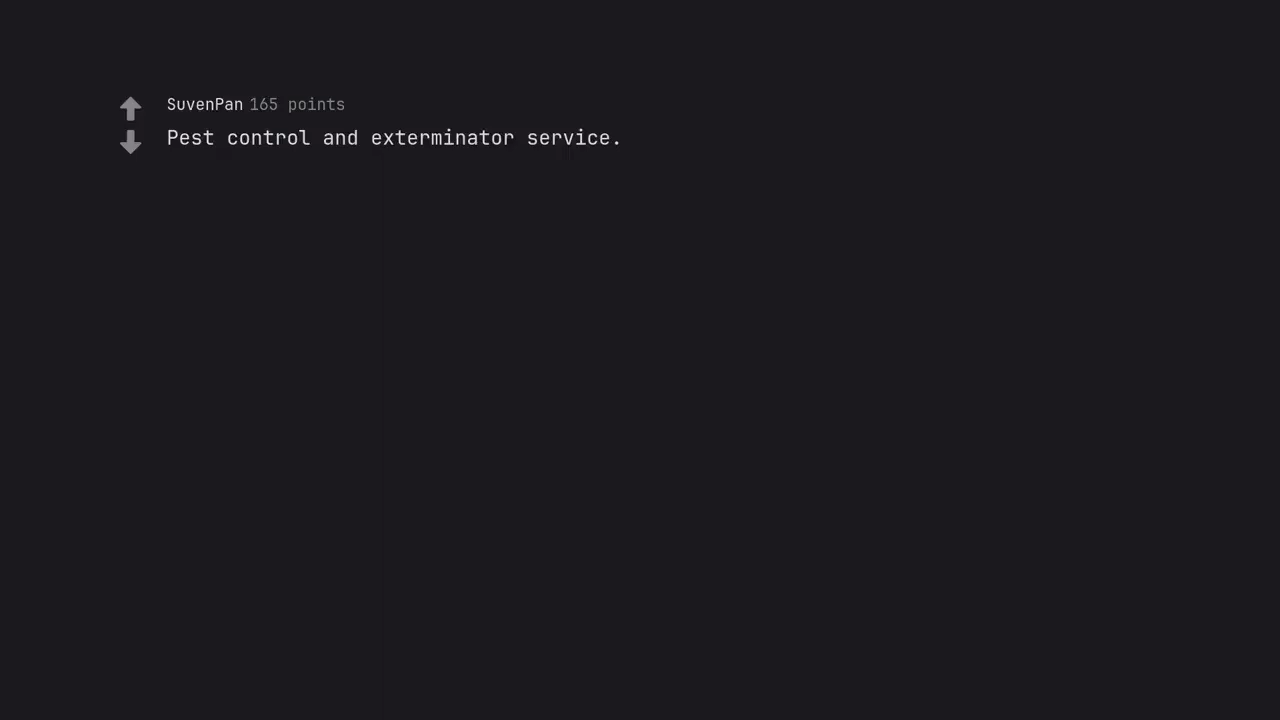 SuvenPan 165 points
Pest control and exterminator service.